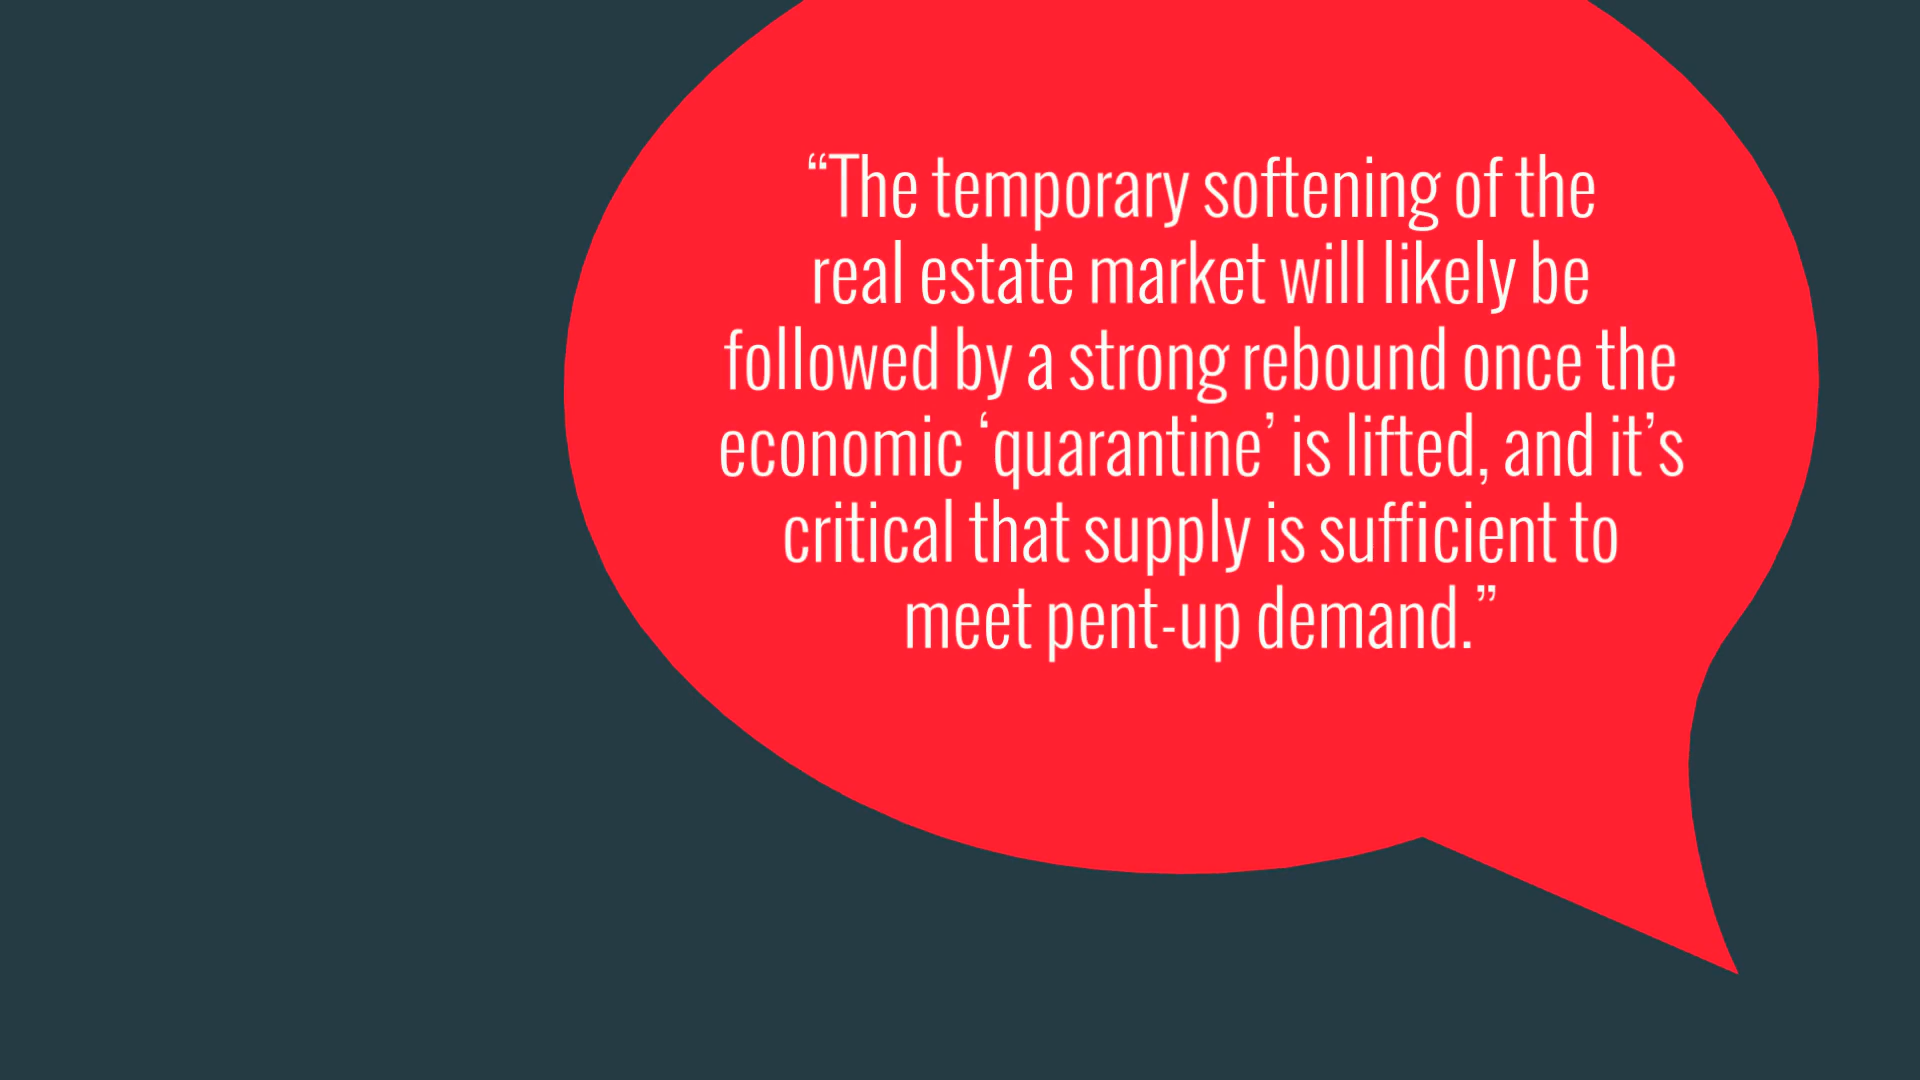 “The temporary softening of the
real estate market will likely be
followed by a strong rebound once the
economic ‘quarantine’ is lifted, and it’s
critical that supply is sufficient to
meet pent-up demand.”